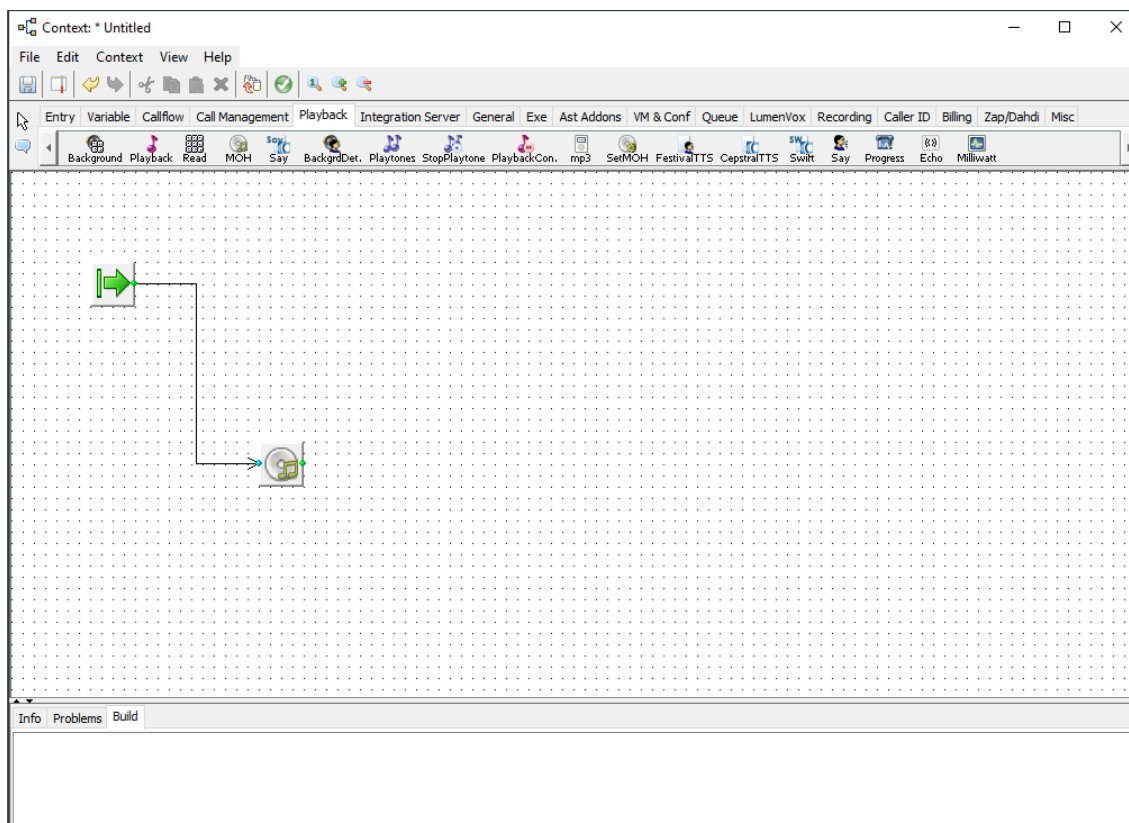 Context: * Untitled
File Edit Context View Help
Entry Variable Callflow Call Management Playback Integration Server General Exe Ast Addons VM & Conf Queue LumenVox Recording Caller ID Billing Zap/Dahdi Misc
Background Playback Read MOH Say BackgrdDet. Playtones StopPlaytone PlaybackCon. mp3 SetMOH FestivalTTS CepstralTTS Swift Say Progress Echo Milliwatt
Info Problems Build